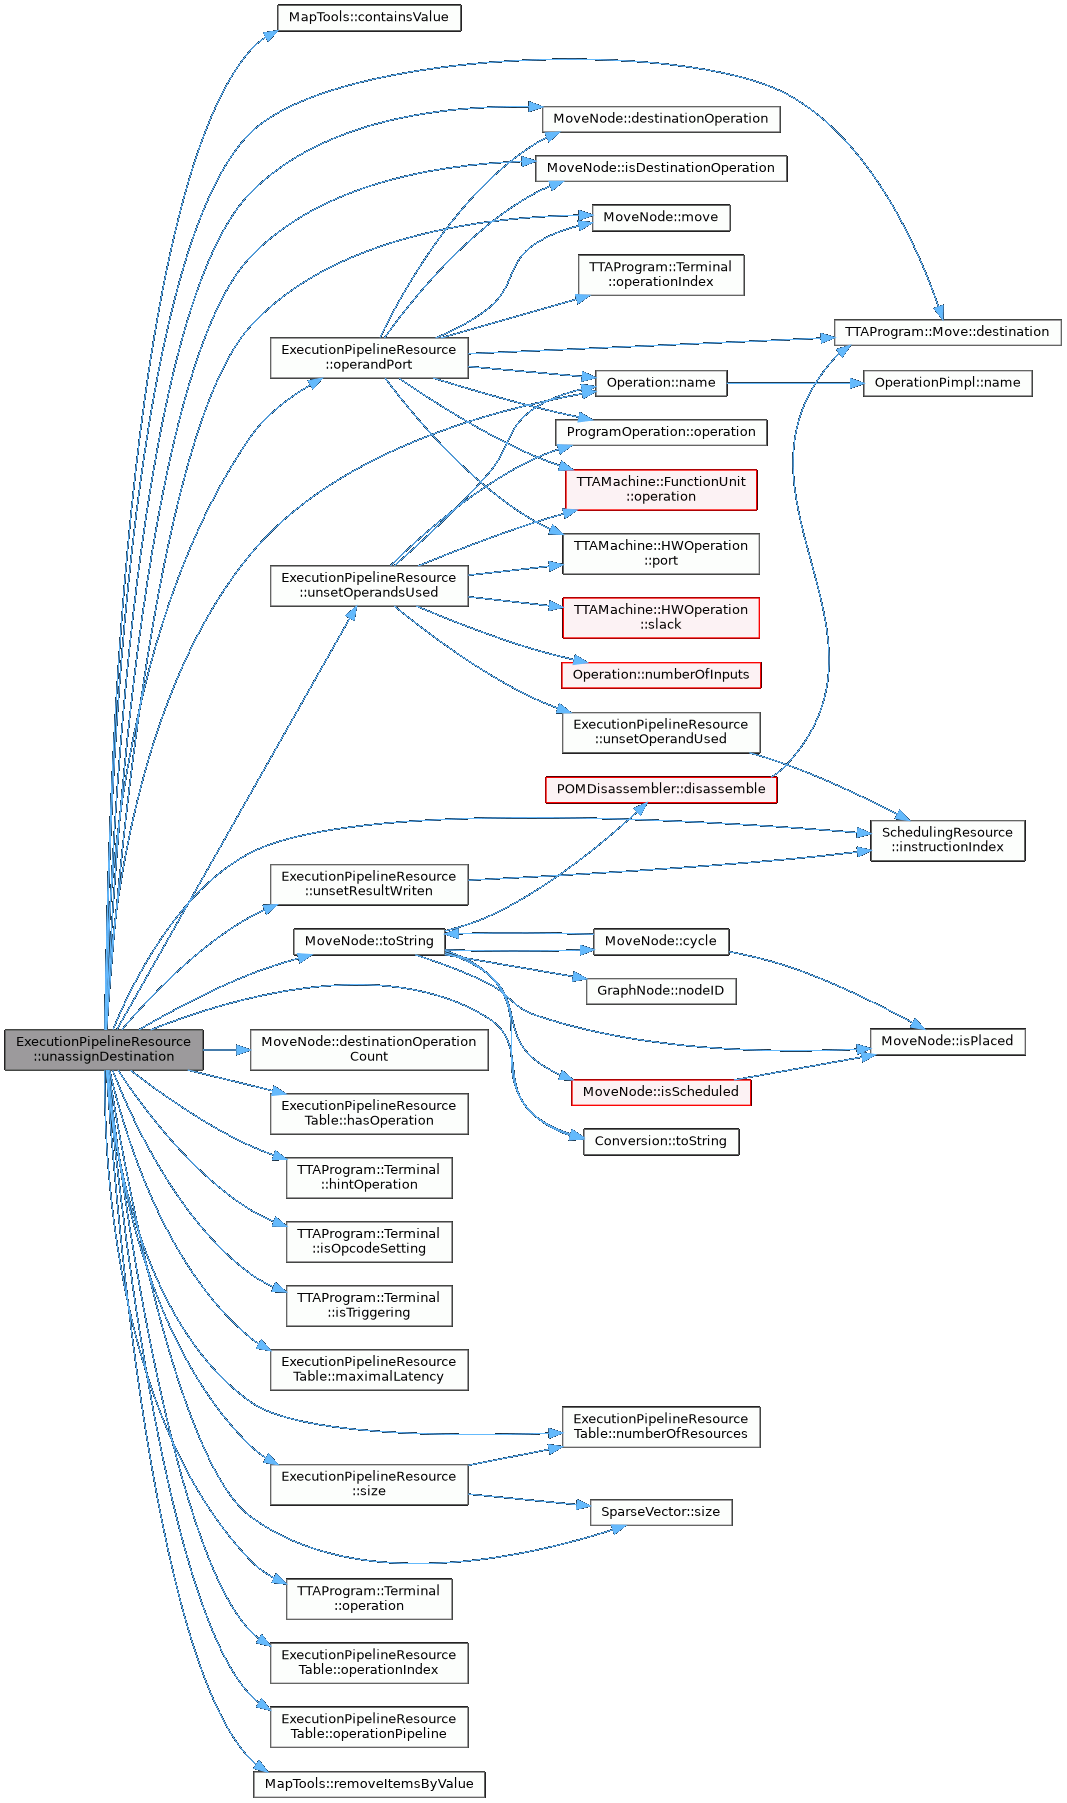 MapTools::containsValue
MoveNode::destinationOperation
MoveNode::isDestinationOperation
MoveNode::move
TTAProgram::Terminal
::operationIndex
TTAProgram::Move::destination
ExecutionPipelineResource
::operandPort
Operation::name
OperationPimpl::name
ProgramOperation::operation
TTAMachine::FunctionUnit
::operation
TTAMachine::HWOperation
::port
ExecutionPipelineResource
::unsetOperandsUsed
TTAMachine::HWOperation
::slack
Operation::numberOfInputs
ExecutionPipelineResource
::unsetOperandUsed
POMDisassembler::disassemble
SchedulingResource
::instructionIndex
ExecutionPipelineResource
::unsetResultWriten
MoveNode::toString
MoveNode::cycle
GraphNode::nodeID
ExecutionPipelineResource
::unassignDestination
MoveNode::destinationOperation
Count
MoveNode::isPlaced
MoveNode::isScheduled
ExecutionPipelineResource
Table::hasOperation
Conversion::toString
TTAProgram::Terminal
::hintOperation
TTAProgram::Terminal
::isOpcodeSetting
TTAProgram::Terminal
::isTriggering
ExecutionPipelineResource
Table::maximalLatency
ExecutionPipelineResource
Table::numberOfResources
ExecutionPipelineResource
::size
SparseVector::size
TTAProgram::Terminal
::operation
ExecutionPipelineResource
Table::operationIndex
ExecutionPipelineResource
Table::operationPipeline
MapTools::removeItemsByValue